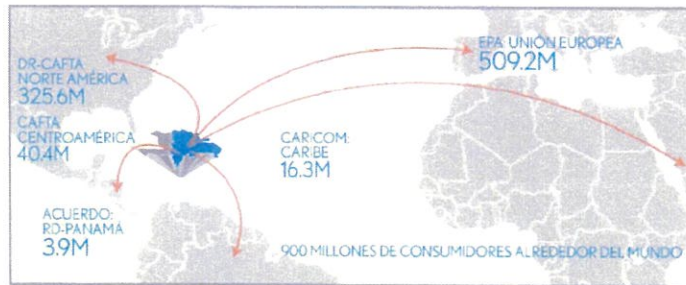 DR-CAFTA
NORTE AMÉRICA
325.6M
CAFTA
CENTROAMÉRICA
40.4M
ACUERDO:
RD-PANAMÁ
3.9M
EPA: UNIÓN EUROPEA
509.2M
CARICOM:
CARIBE
16.3M
900 MILLONES DE CONSUMIDORES ALREDEDOR DEL MUNDO